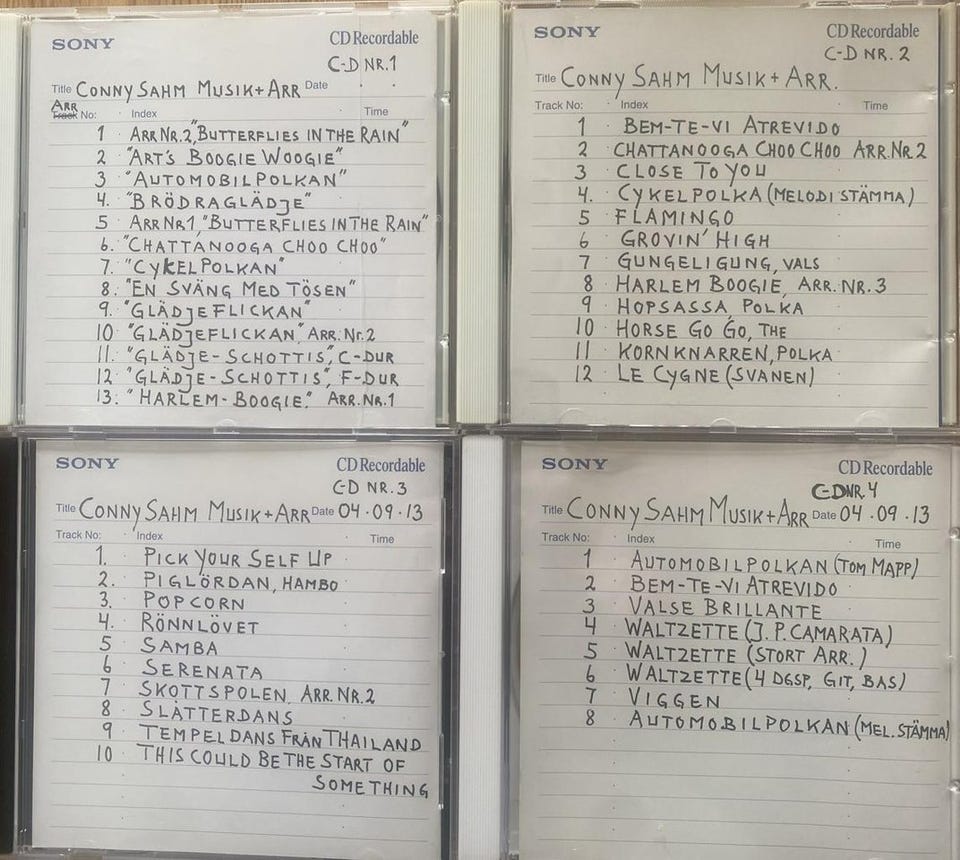 SONY
CD Recordable
C-D NR.1
Title CONNY SAHM MUSIK + ARR Date
ARR
Track No: Index Time
1 ARR NR.2, "BUTTERFLIES IN THE RAIN"
2 "ART'S BOOGIE WOOGIE"
3 "AUTOMOBILPOLKAN"
4. "BRÖDRAGLÄDJE"
5 ARR NR1, "BUTTERFLIES IN THE RAIN"
6. "CHATTANOOGA CHOO CHOO"
7. "CYKELPOLKAN"
8. "EN SVÄNG MED TÖSEN"
9. "GLÄDJEFLICKAN"
10 "GLÄDJEFLICKAN", ARR. NR.2
11. "GLÄDJE-SCHOTTIS", C-DUR
12 "GLÄDJE-SCHOTTIS", F-DUR
13. "HARLEM-BOOGIE." ARR. NR.1
SONY
CD Recordable
C-D NR. 2
Title CONNY SAHM MUSIK + ARR.
Track No: Index Time
1 BEM-TE-VI ATREVIDO
2 CHATTANOOGA CHOO CHOO ARR. NR 2
3 CLOSE TO YOU
4. CYKELPOLKA (MELODISTÄMMA)
5 FLAMINGO
6 GROVIN' HIGH
7 GUNGELIGUNG, VALS
8 HARLEM BOOGIE, ARR. NR. 3
9 HOPSASSA, POLKA
10 HORSE GO GO, THE
11 KORNKNARREN, POLKA
12 LE CYGNE (SVANEN)
SONY
CD Recordable
C-D NR. 3
Title CONNY SAHM MUSIK + ARR Date 04.09.13
Track No: Index Time
1. PICK YOUR SELF UP
2. PIGLÖRDAN, HAMBO
3. POPCORN
4. RÖNNLÖVET
5 SAMBA
6 SERENATA
7 SKOTTSPOLEN, ARR. NR. 2
8 SLÅTTERDANS
9 TEMPELDANS FRÅN THAILAND
10 THIS COULD BE THE START OF
SOMETHING
SONY
CD Recordable
C-D NR. 4
Title CONNY SAHM MUSIK + ARR Date 04.09.13
Track No: Index Time
1 AUTOMOBILPOLKAN (TOM MAPP)
2 BEM-TE-VI ATREVIDO
3 VALSE BRILLANTE
4 WALTZETTE (J. P. CAMARATA)
5 WALTZETTE (STORT ARR.)
6 WALTZETTE (4 DGSP, GIT, BAS)
7 VIGGEN
8 AUTOMOBILPOLKAN (MEL. STÄMMA)